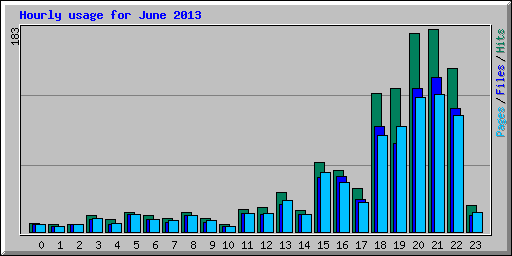 Hourly usage for June 2013
183
Pages/Files/Hits
0 1 2 3 4 5 6 7 8 9 10 11 12 13 14 15 16 17 18 19 20 21 22 23